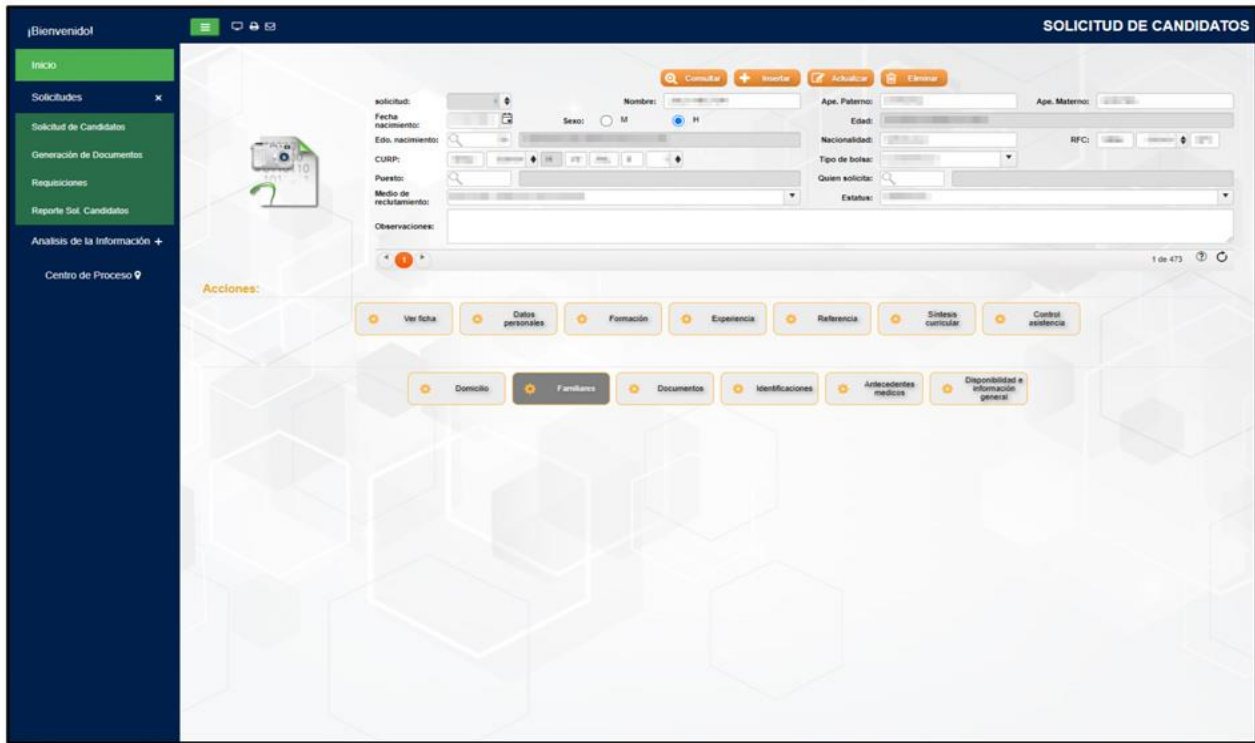 ¡Bienvenido!
SOLICITUD DE CANDIDATOS
Inicio
Solicitudes x
Solicitud de Candidatos
Generación de Documentos
Requisiciones
Reporte Sol. Candidatos
Analisis de la Información +
Centro de Proceso
Consultar + Insertar Actualizar Eliminar
solicitud: Nombre: Ape. Paterno: Ape. Materno:
Fecha nacimiento: Sexo: M H Edad:
Edo. nacimiento: Nacionalidad: RFC:
CURP: H Tipo de bolsa:
Puesto: Quien solicita:
Medio de reclutamiento: Estatus:
Observaciones:
1 1 de 473
Acciones:
Ver ficha Datos personales Formación Experiencia Referencia Síntesis curricular Control asistencia
Domicilio Familiares Documentos Identificaciones Antecedentes medicos Disponibilidad e información general